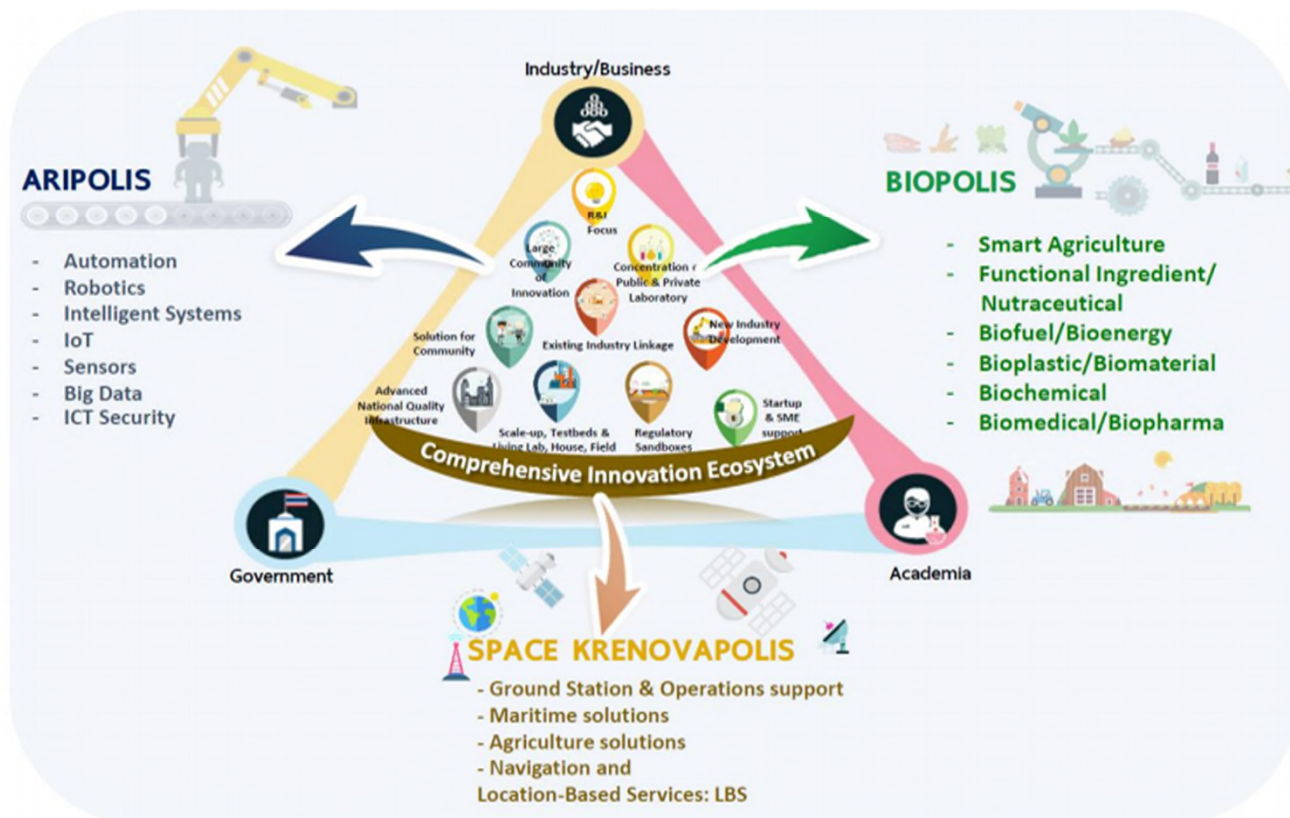 Industry/Business
ARIPOLIS
- Automation
- Robotics
- Intelligent Systems
- IoT
- Sensors
- Big Data
- ICT Security
BIOPOLIS
- Smart Agriculture
- Functional Ingredient/
Nutraceutical
- Biofuel/Bioenergy
- Bioplastic/Biomaterial
- Biochemical
- Biomedical/Biopharma
R&I
Focus
Large
Community
of
Innovation
Concentration
Public & Private
Laboratory
Solution for
Community
Existing Industry Linkage
New Industry
Development
Advanced
National Quality
Infrastructure
Scale-up, Testbeds &
Living Lab, House, Field
Regulatory
Sandboxes
Startup
& SME
support
Comprehensive Innovation Ecosystem
Government
Academia
SPACE KRENOVAPOLIS
- Ground Station & Operations support
- Maritime solutions
- Agriculture solutions
- Navigation and
Location-Based Services: LBS